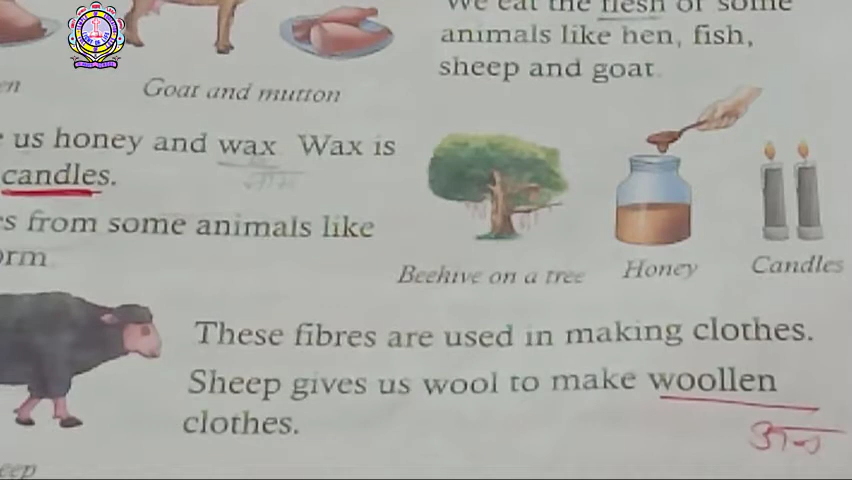 We eat the flesh of some
animals like hen, fish,
sheep and goat.
Goat and mutton
us honey and wax. Wax is
candles.
from some animals like
Beehive on a tree
Honey
Candles
These fibres are used in making clothes.
Sheep gives us wool to make woollen
clothes.